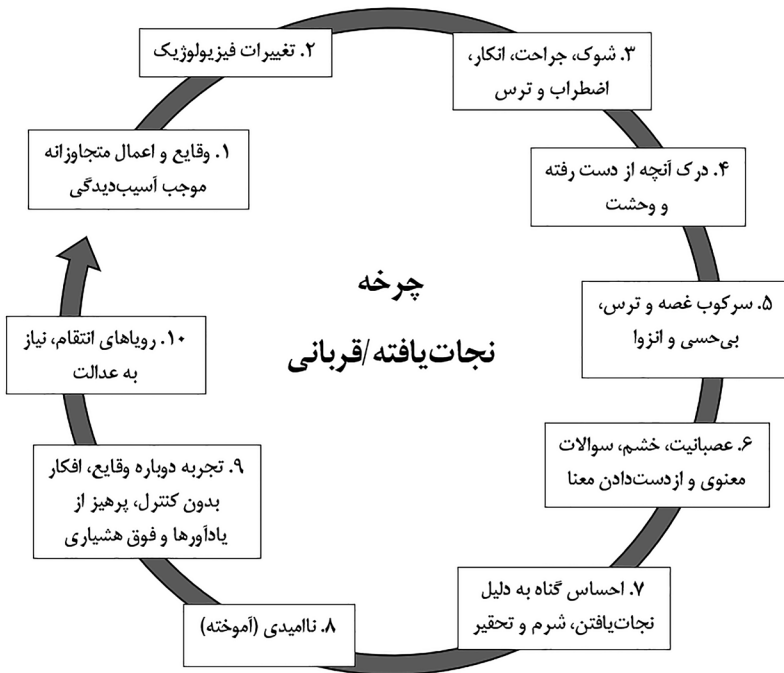 چرخه
نجات‌یافته/قربانی
۱. وقایع و اعمال متجاوزانه
موجب آسیب‌دیدگی
۲. تغییرات فیزیولوژیک
۳. شوک، جراحت، انکار،
اضطراب و ترس
۴. درک آنچه از دست رفته
و وحشت
۵. سرکوب غصه و ترس،
بی‌حسی و انزوا
۶. عصبانیت، خشم، سوالات
معنوی و ازدست‌دادن معنا
۷. احساس گناه به دلیل
نجات‌یافتن، شرم و تحقیر
۸. ناامیدی (آموخته)
۹. تجربه دوباره وقایع، افکار
بدون کنترل، پرهیز از
یادآورها و فوق هشیاری
۱۰. رویاهای انتقام، نیاز
به عدالت